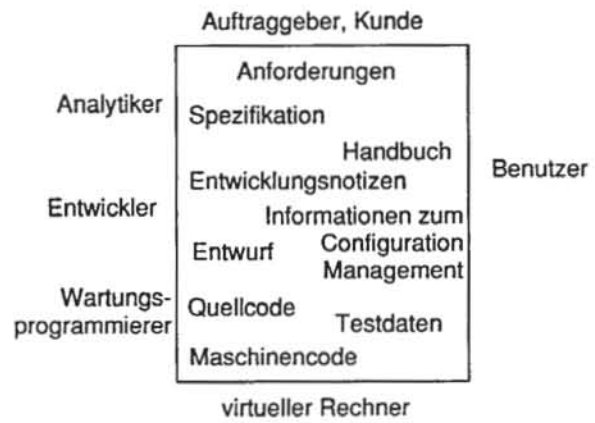 Auftraggeber, Kunde
Anforderungen
Analytiker
Spezifikation
Handbuch
Benutzer
Entwicklungsnotizen
Entwickler
Informationen zum
Entwurf
Configuration
Management
Wartungs-
programmierer
Quellcode
Testdaten
Maschinencode
virtueller Rechner